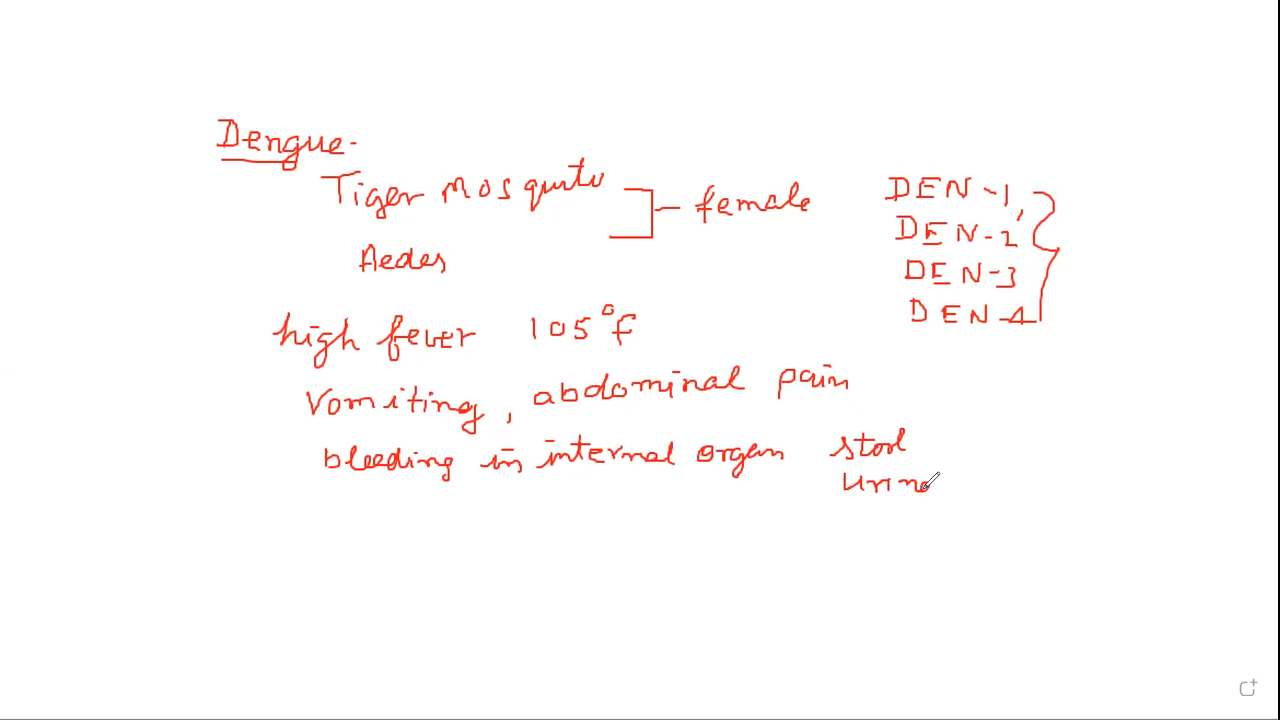 Dengue-
Tiger Mosquito
female
Aedes
DEN-1,
DEN-2
DEN-3
DEN-4
high fever 105°F
Vomiting, abdominal pain
bleeding in internal organ stool
urine